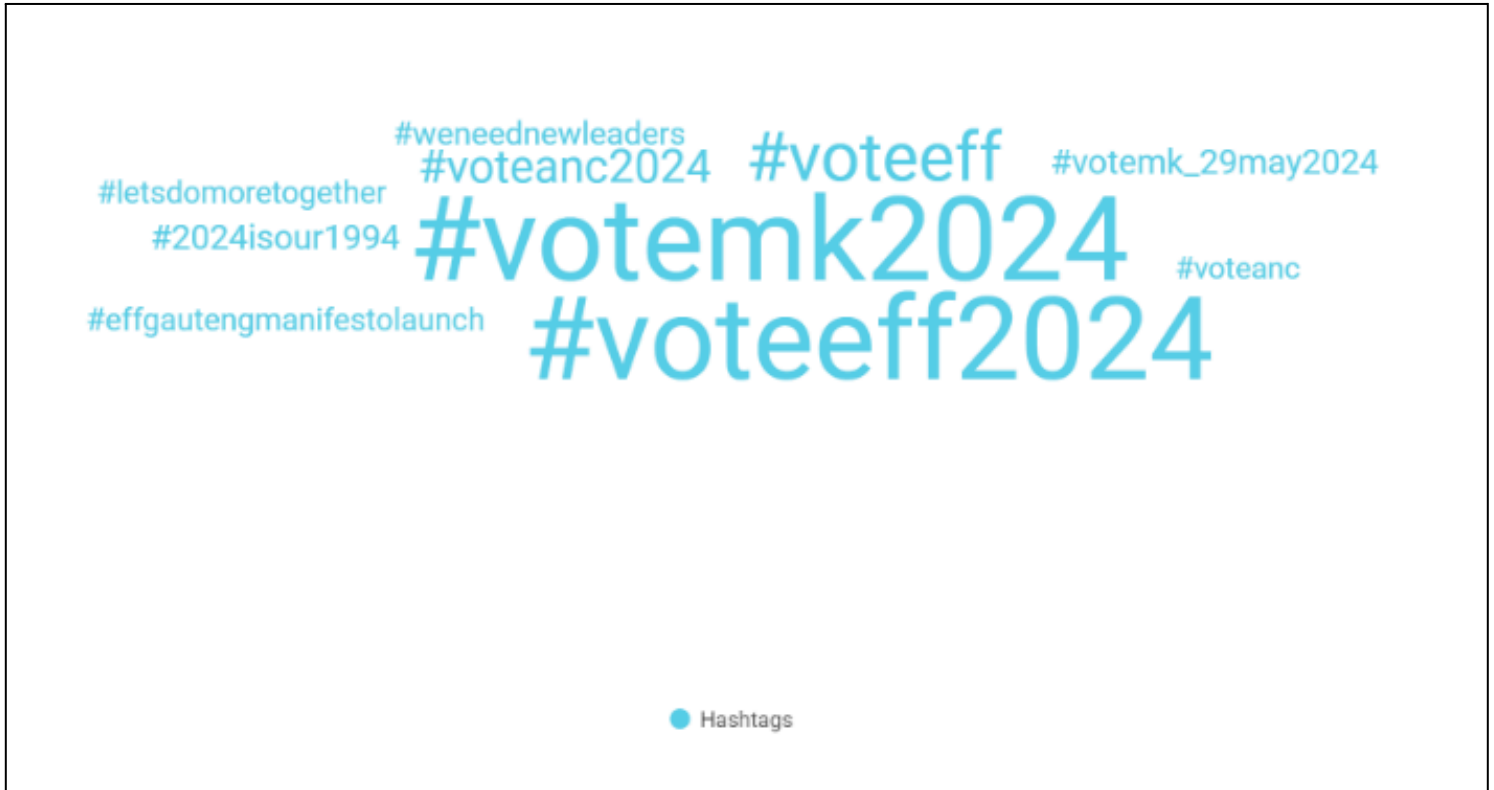 #weneednewleaders
#voteanc2024
#voteeff
#votemk_29may2024
#letsdomoretogether
#2024isour1994
#votemk2024
#voteanc
#effgautengmanifestolaunch
#voteeff2024
Hashtags